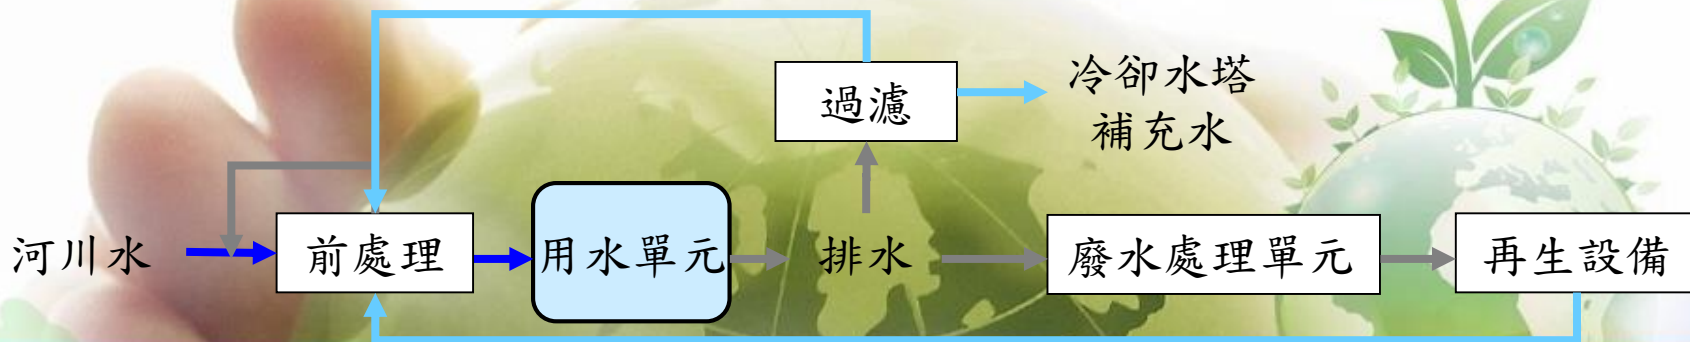 冷卻水塔
補充水
過濾
河川水
前處理
用水單元
排水
廢水處理單元
再生設備